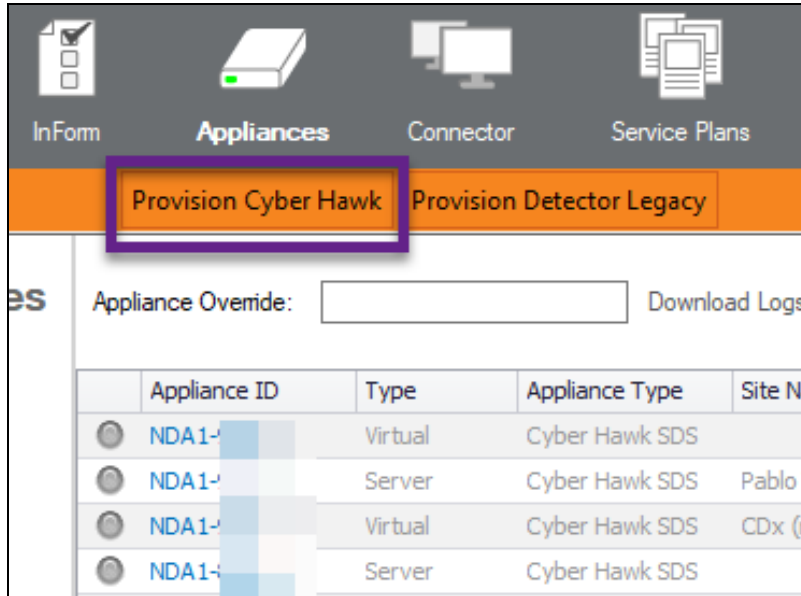 InForm
Appliances
Connector
Service Plans
Provision Cyber Hawk
Provision Detector Legacy
es
Appliance Override:
Download Logs
Appliance ID Type Appliance Type Site N
NDA1- Virtual Cyber Hawk SDS
NDA1- Server Cyber Hawk SDS Pablo
NDA1- Virtual Cyber Hawk SDS CDx (
NDA1- Server Cyber Hawk SDS